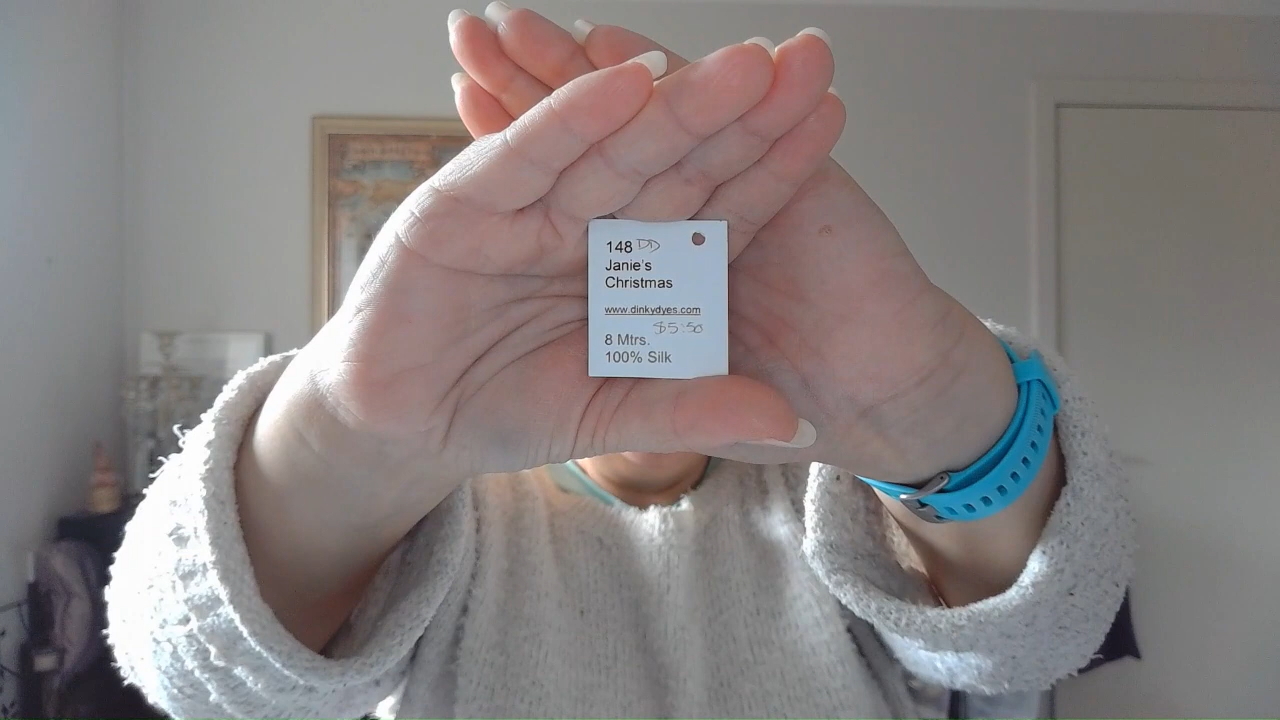 148 DD
Janie's
Christmas
www.dinkydyes.com
$5.50
8 Mtrs.
100% Silk